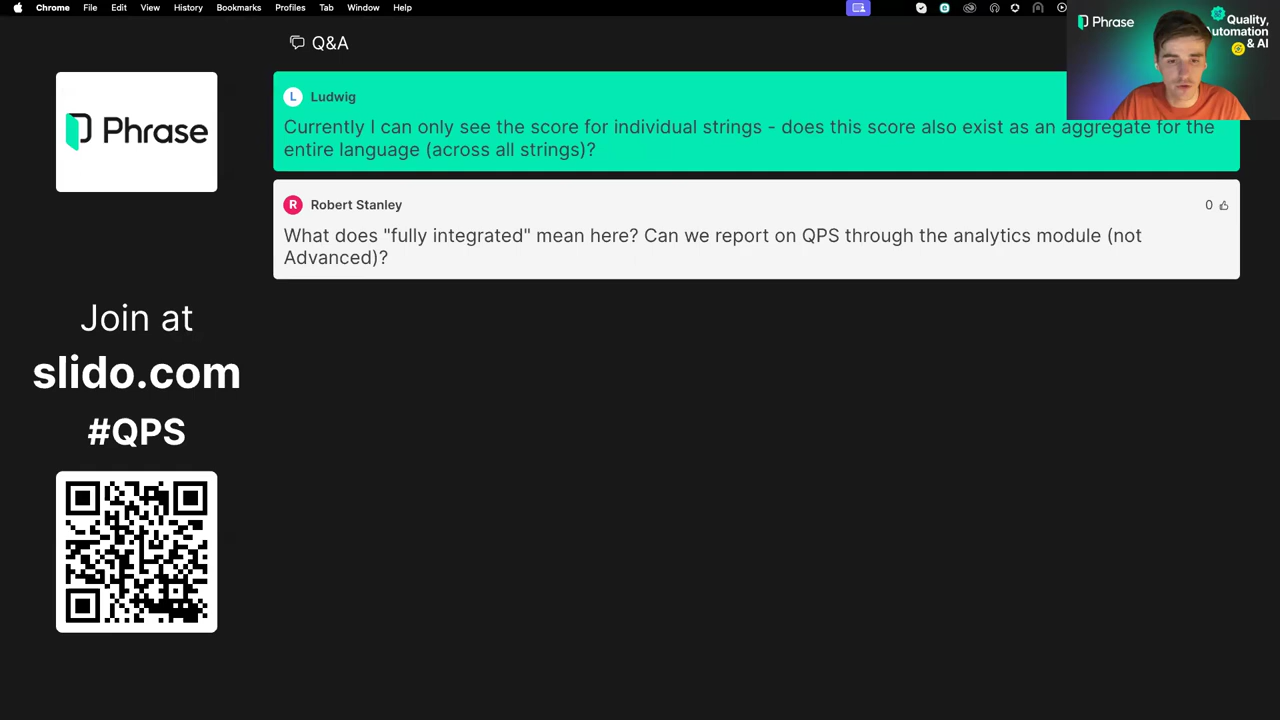 Chrome File Edit View History Bookmarks Profiles Tab Window Help
Phrase
Quality,
Automation
& AI
Q&A
Phrase
L Ludwig
Currently I can only see the score for individual strings - does this score also exist as an aggregate for the
entire language (across all strings)?
R Robert Stanley 0
What does "fully integrated" mean here? Can we report on QPS through the analytics module (not
Advanced)?
Join at
slido.com
#QPS